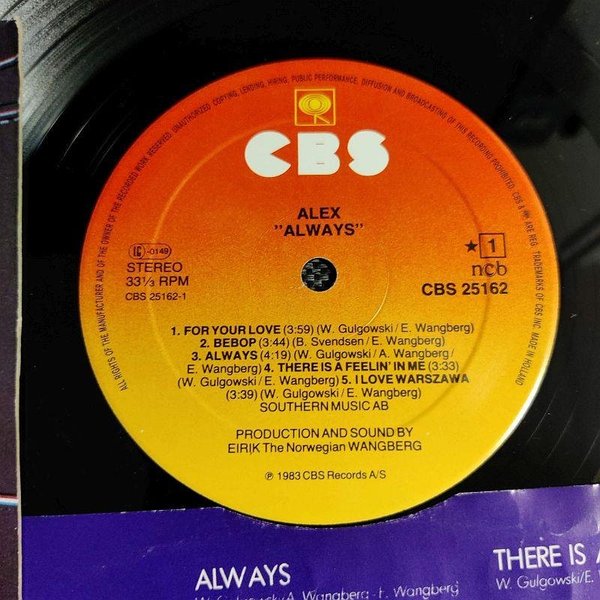 ALL RIGHTS OF THE MANUFACTURER AND OF THE OWNER OF THE RECORDED WORK RESERVED. UNAUTHORIZED COPYING, LENDING, HIRING, PUBLIC PERFORMANCE, DIFFUSION AND BROADCASTING OF THIS RECORD PROHIBITED. CBS & ARE REG. TRADEMARKS OF CBS INC. MADE IN HOLLAND
CBS
ALEX
"ALWAYS"
LC -0149
STEREO
33⅓ RPM
CBS 25162-1
★ 1
ncb
CBS 25162
1. FOR YOUR LOVE (3:59) (W. Gulgowski/E. Wangberg)
2. BEBOP (3:44) (B. Svendsen/E. Wangberg)
3. ALWAYS (4:19) (W. Gulgowski/A. Wangberg/
E. Wangberg) 4. THERE IS A FEELIN' IN ME (3:33)
(W. Gulgowski/E. Wangberg) 5. I LOVE WARSZAWA
(3:39) (W. Gulgowski/E. Wangberg)
SOUTHERN MUSIC AB
PRODUCTION AND SOUND BY
EIRIK The Norwegian WANGBERG
℗ 1983 CBS Records A/S
ALWAYS
W. Gulgowski/A. Wangberg - E. Wangberg
THERE IS A
W. Gulgowski/E. W